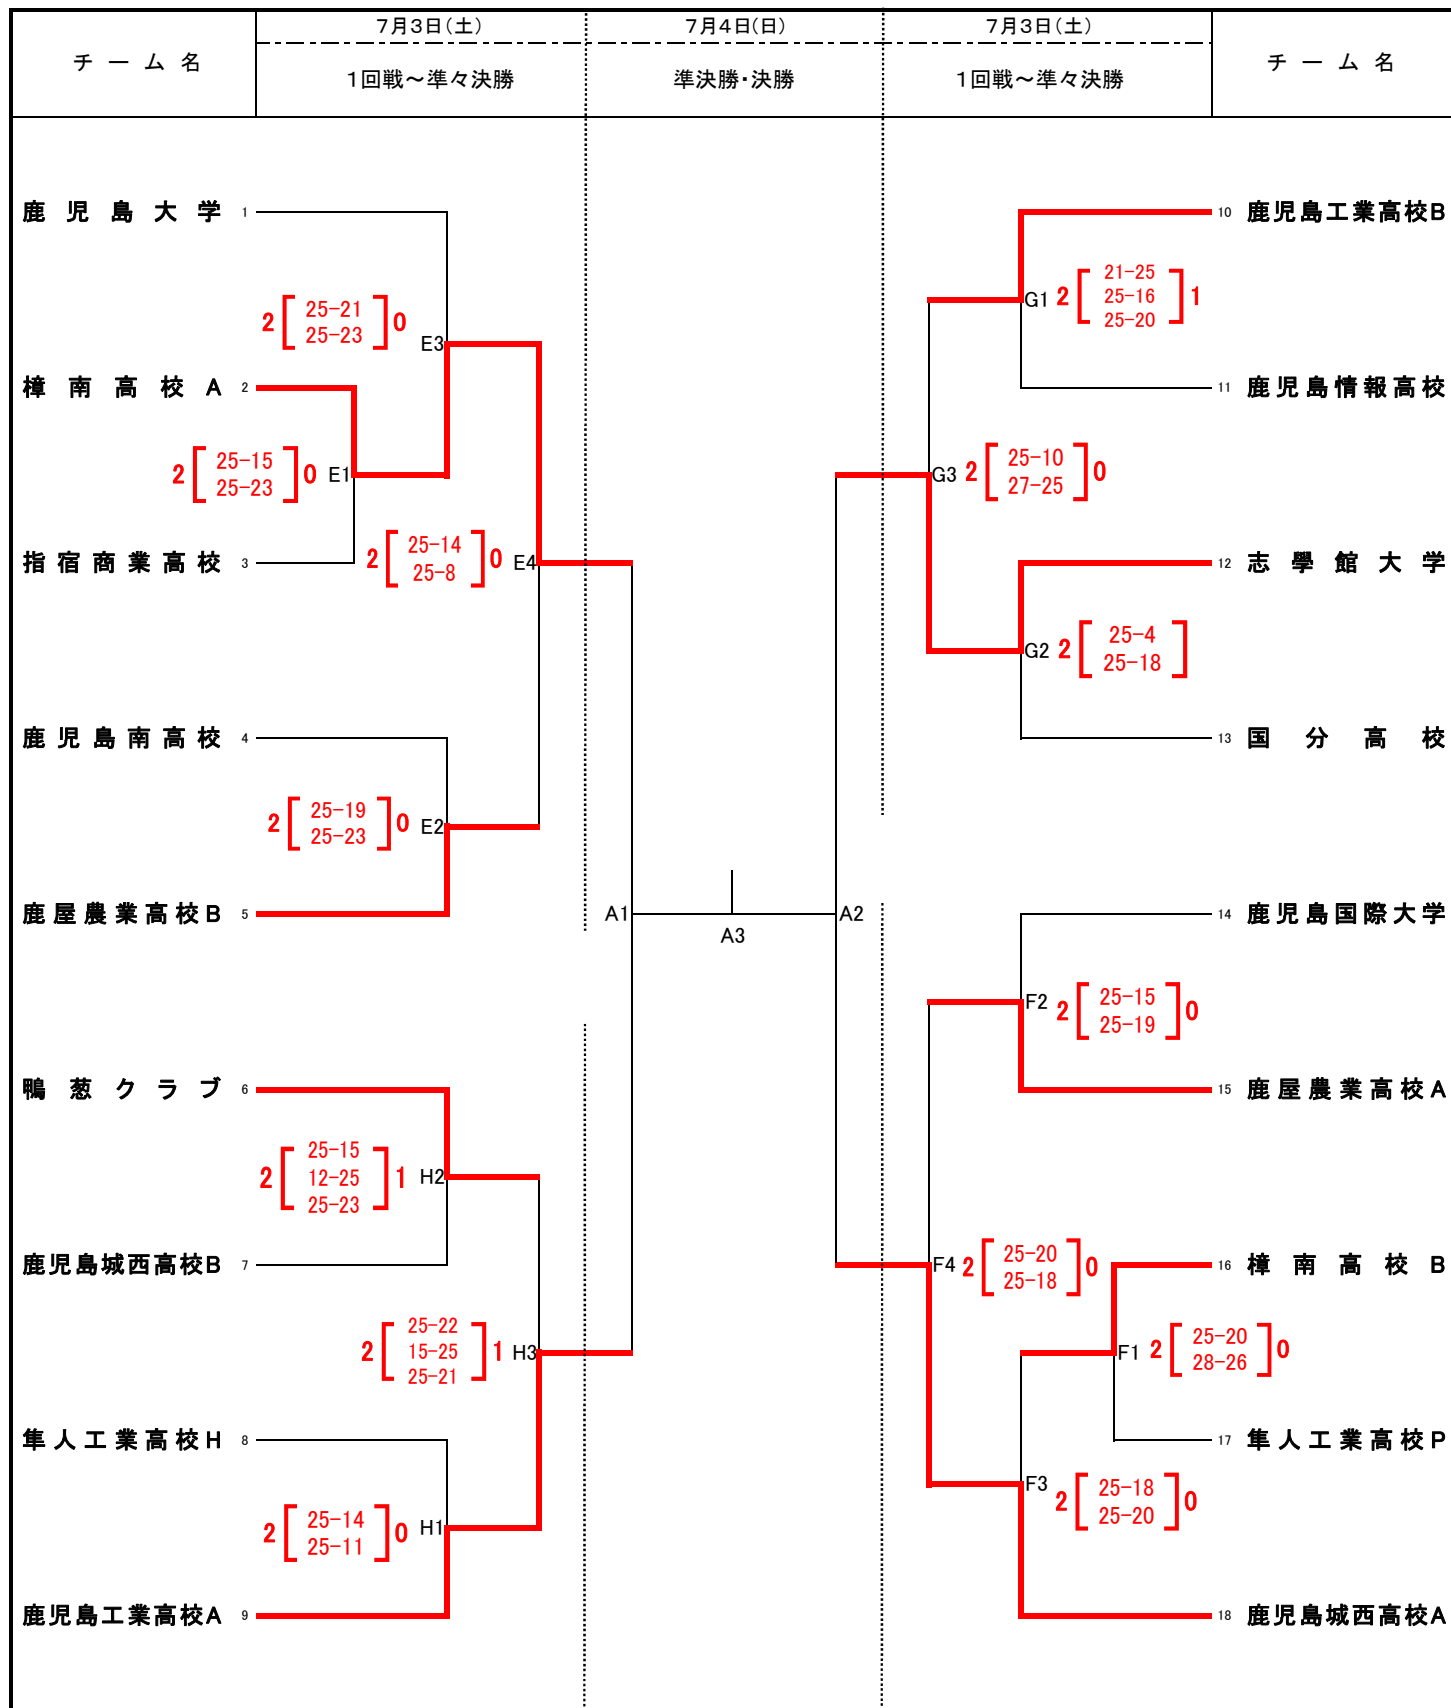 チーム名
7月3日(土)
1回戦~準々決勝
7月4日(日)
準決勝・決勝
7月3日(土)
1回戦~準々決勝
チーム名
鹿児島大学 1
2 [ 25-21 ] 0
25-23
E3
樟南高校A 2
2 [ 25-15 ] 0
25-23
E1
指宿商業高校 3
2 [ 25-14 ] 0
25-8
E4
鹿児島南高校 4
2 [ 25-19 ] 0
25-23
E2
鹿屋農業高校B 5
鴨葱クラブ 6
2 [ 25-15 ] 1
12-25
25-23
H2
鹿児島城西高校B 7
2 [ 25-22 ] 1
15-25
25-21
H3
隼人工業高校H 8
2 [ 25-14 ] 0
25-11
H1
鹿児島工業高校A 9
A1
A3
A2
10 鹿児島工業高校B
G1 2 [ 21-25 ] 1
25-16
25-20
11 鹿児島情報高校
G3 2 [ 25-10 ] 0
27-25
12 志學館大学
G2 2 [ 25-4 ]
25-18
13 国分高校
14 鹿児島国際大学
F2 2 [ 25-15 ] 0
25-19
15 鹿屋農業高校A
F4 2 [ 25-20 ] 0
25-18
16 樟南高校B
F1 2 [ 25-20 ] 0
28-26
17 隼人工業高校P
F3 2 [ 25-18 ] 0
25-20
18 鹿児島城西高校A